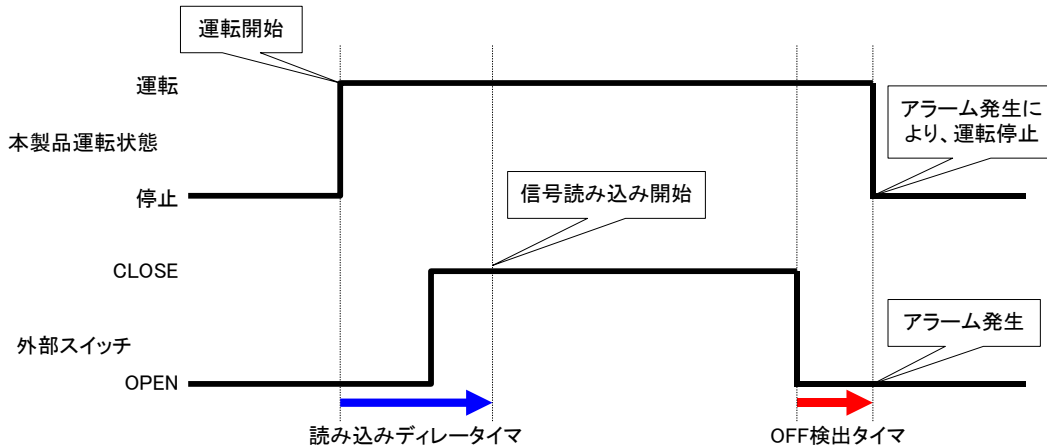 運転開始
運転
本製品運転状態
アラーム発生に
より、運転停止
停止
信号読み込み開始
CLOSE
アラーム発生
外部スイッチ
OPEN
読み込みディレータイマ
OFF検出タイマ